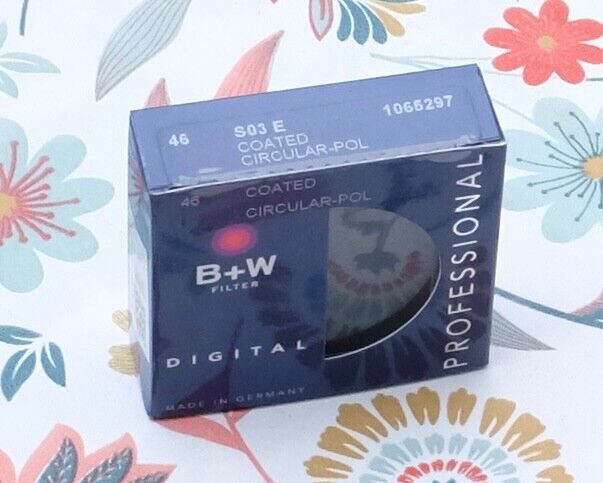 46 S03 E 1065297
COATED
CIRCULAR-POL
46 COATED
CIRCULAR-POL
B+W
FILTER
DIGITAL
MADE IN GERMANY
PROFESSIONAL